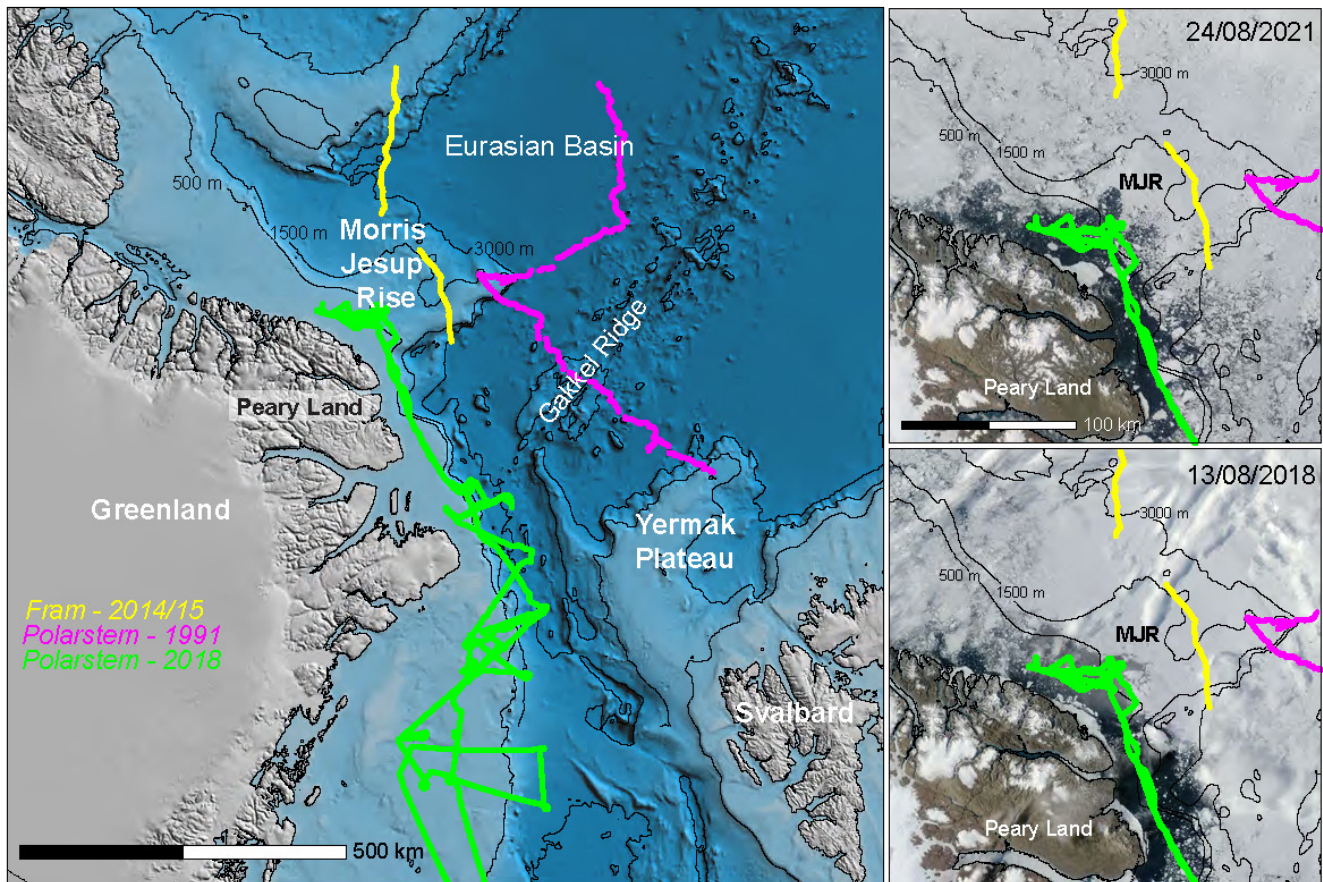 Eurasian Basin
500 m
1500 m
Morris
Jesup
Rise
3000 m
Gakkel Ridge
Peary Land
Greenland
Yermak
Plateau
Fram - 2014/15
Polarstern - 1991
Polarstern - 2018
Svalbard
500 km
24/08/2021
3000 m
500 m
1500 m
MJR
Peary Land
100 km
13/08/2018
3000 m
500 m
1500 m
MJR
Peary Land